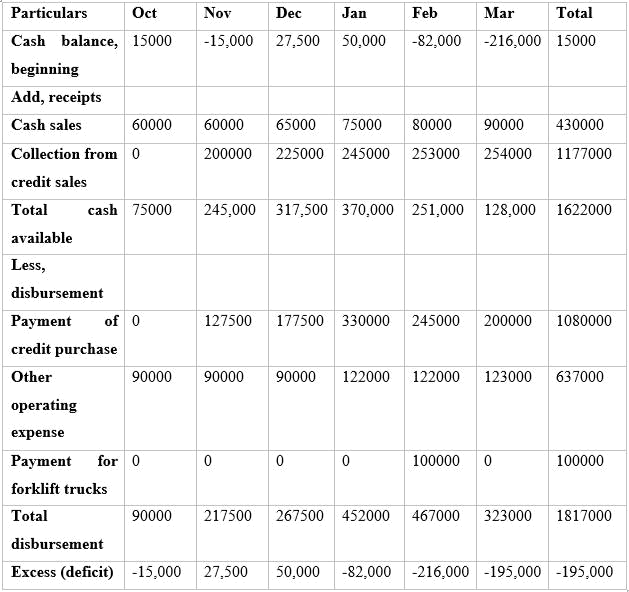 Particulars Oct Nov Dec Jan Feb Mar Total
Cash balance, 15000 -15,000 27,500 50,000 -82,000 -216,000 15000
beginning
Add, receipts
Cash sales 60000 60000 65000 75000 80000 90000 430000
Collection from 0 200000 225000 245000 253000 254000 1177000
credit sales
Total cash 75000 245,000 317,500 370,000 251,000 128,000 1622000
available
Less,
disbursement
Payment of 0 127500 177500 330000 245000 200000 1080000
credit purchase
Other 90000 90000 90000 122000 122000 123000 637000
operating
expense
Payment for 0 0 0 0 100000 0 100000
forklift trucks
Total 90000 217500 267500 452000 467000 323000 1817000
disbursement
Excess (deficit) -15,000 27,500 50,000 -82,000 -216,000 -195,000 -195,000